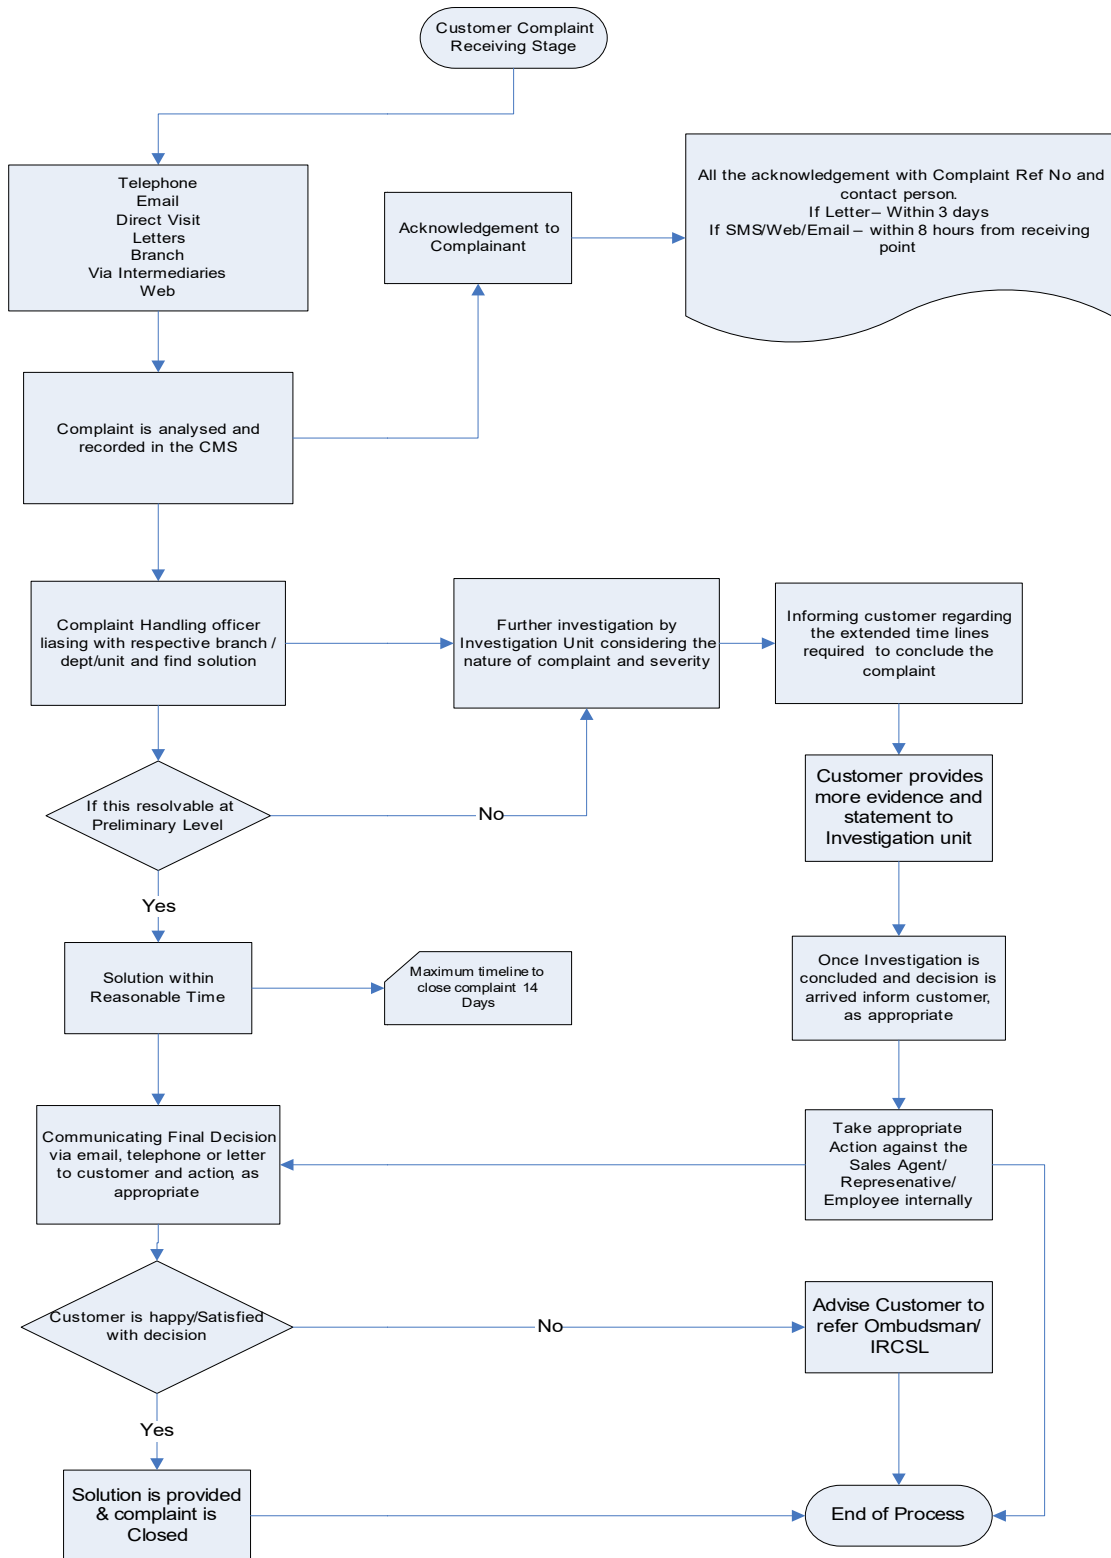 Customer Complaint
Receiving Stage
Telephone
Email
Direct Visit
Letters
Branch
Via Intermediaries
Web
Acknowledgement to
Complainant
All the acknowledgement with Complaint Ref No and
contact person.
If Letter – Within 3 days
If SMS/Web/Email – within 8 hours from receiving
point
Complaint is analysed and
recorded in the CMS
Complaint Handling officer
liasing with respective branch /
dept/unit and find solution
Further investigation by
Investigation Unit considering the
nature of complaint and severity
Informing customer regarding
the extended time lines
required to conclude the
complaint
If this resolvable at
Preliminary Level
No
Customer provides
more evidence and
statement to
Investigation unit
Yes
Solution within
Reasonable Time
Maximum timeline to
close complaint 14
Days
Once Investigation is
concluded and decision is
arrived inform customer,
as appropriate
Communicating Final Decision
via email, telephone or letter
to customer and action, as
appropriate
Take appropriate
Action against the
Sales Agent/
Represenative/
Employee internally
Customer is happy/Satisfied
with decision
No
Advise Customer to
refer Ombudsman/
IRCSL
Yes
Solution is provided
& complaint is
Closed
End of Process